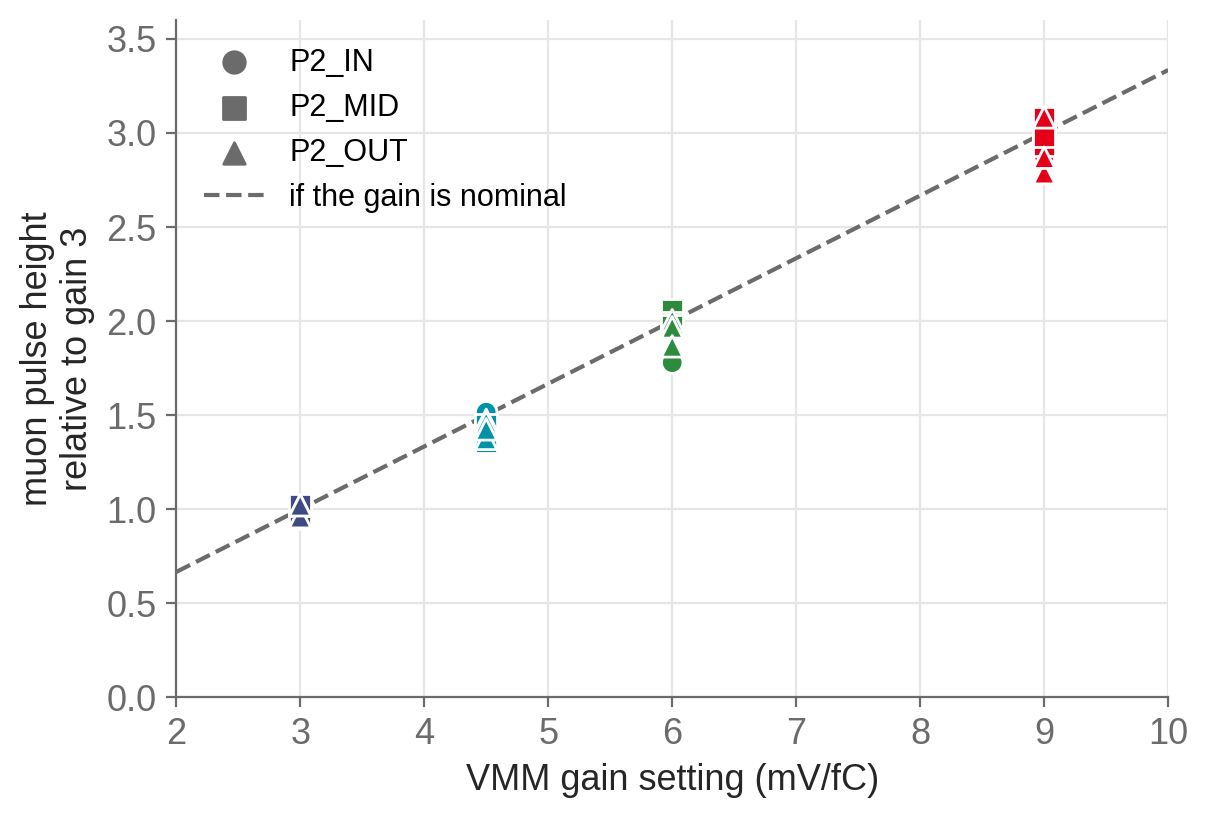 3.5
3.0
2.5
2.0
1.5
1.0
0.5
0.0
2 3 4 5 6 7 8 9 10
P2_IN
P2_MID
P2_OUT
if the gain is nominal
muon pulse height
relative to gain 3
VMM gain setting (mV/fC)